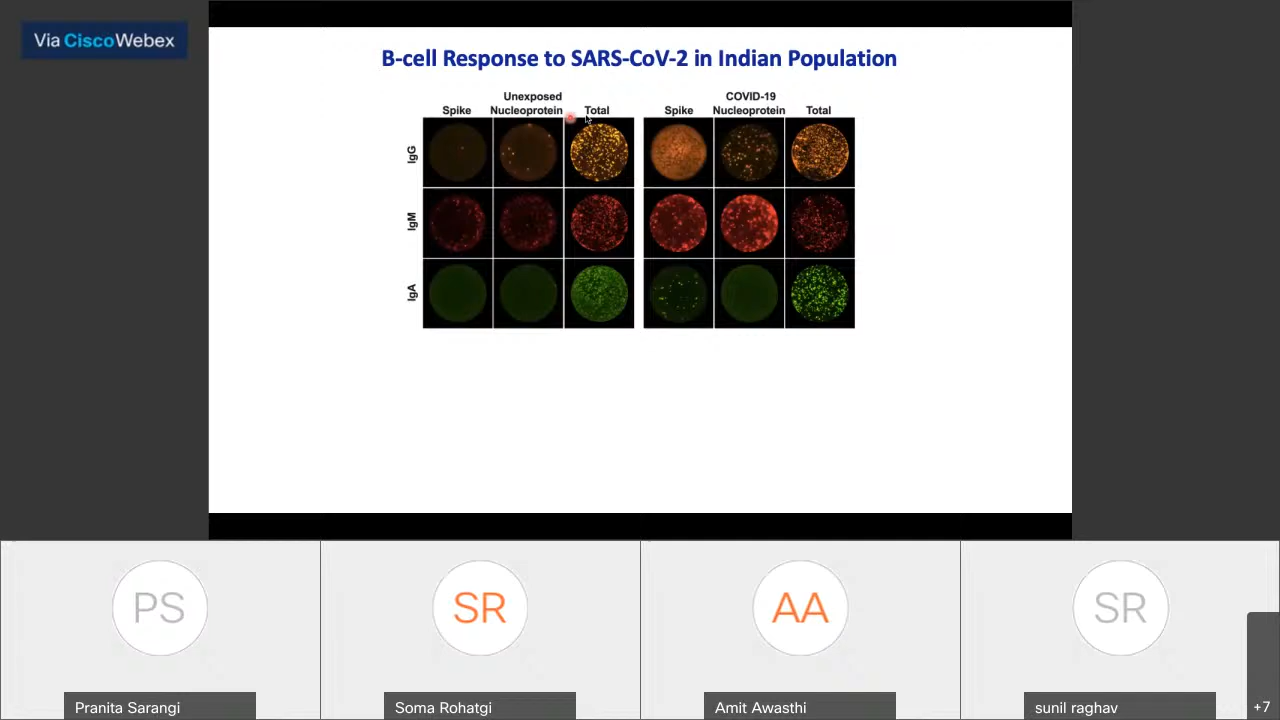 Via CiscoWebex
B-cell Response to SARS-CoV-2 in Indian Population
Unexposed
COVID-19
Spike Nucleoprotein Total
Spike Nucleoprotein Total
IgG
IgM
IgA
PS
SR
AA
SR
Pranita Sarangi
Soma Rohatgi
Amit Awasthi
sunil raghav
+7